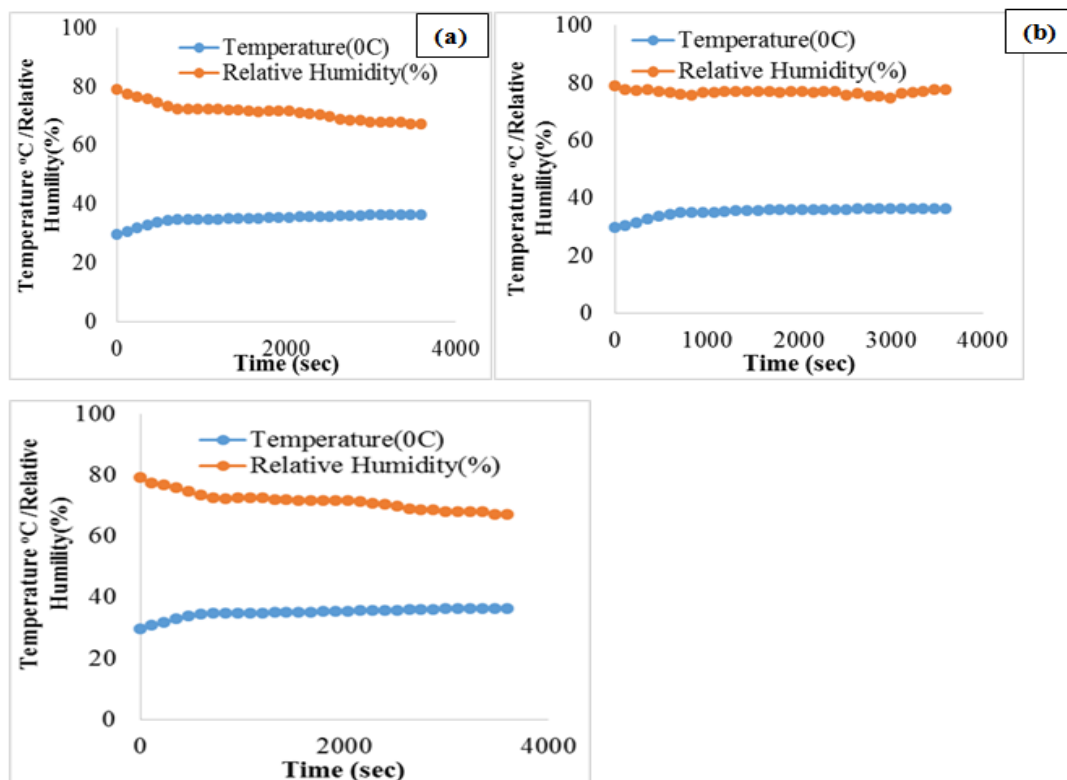 100
80
60
40
20
0
Temperature ºC /Relative
Humility(%)
Temperature(0C)
Relative Humidity(%)
(a)
0
2000
4000
Time (sec)
100
80
60
40
20
0
Temperature ºC /Relative
Humility(%)
Temperature(0C)
Relative Humidity(%)
(b)
0
1000
2000
3000
4000
Time (sec)
100
80
60
40
20
0
Temperature ºC /Relative
Humility(%)
Temperature(0C)
Relative Humidity(%)
0
2000
4000
Time (sec)